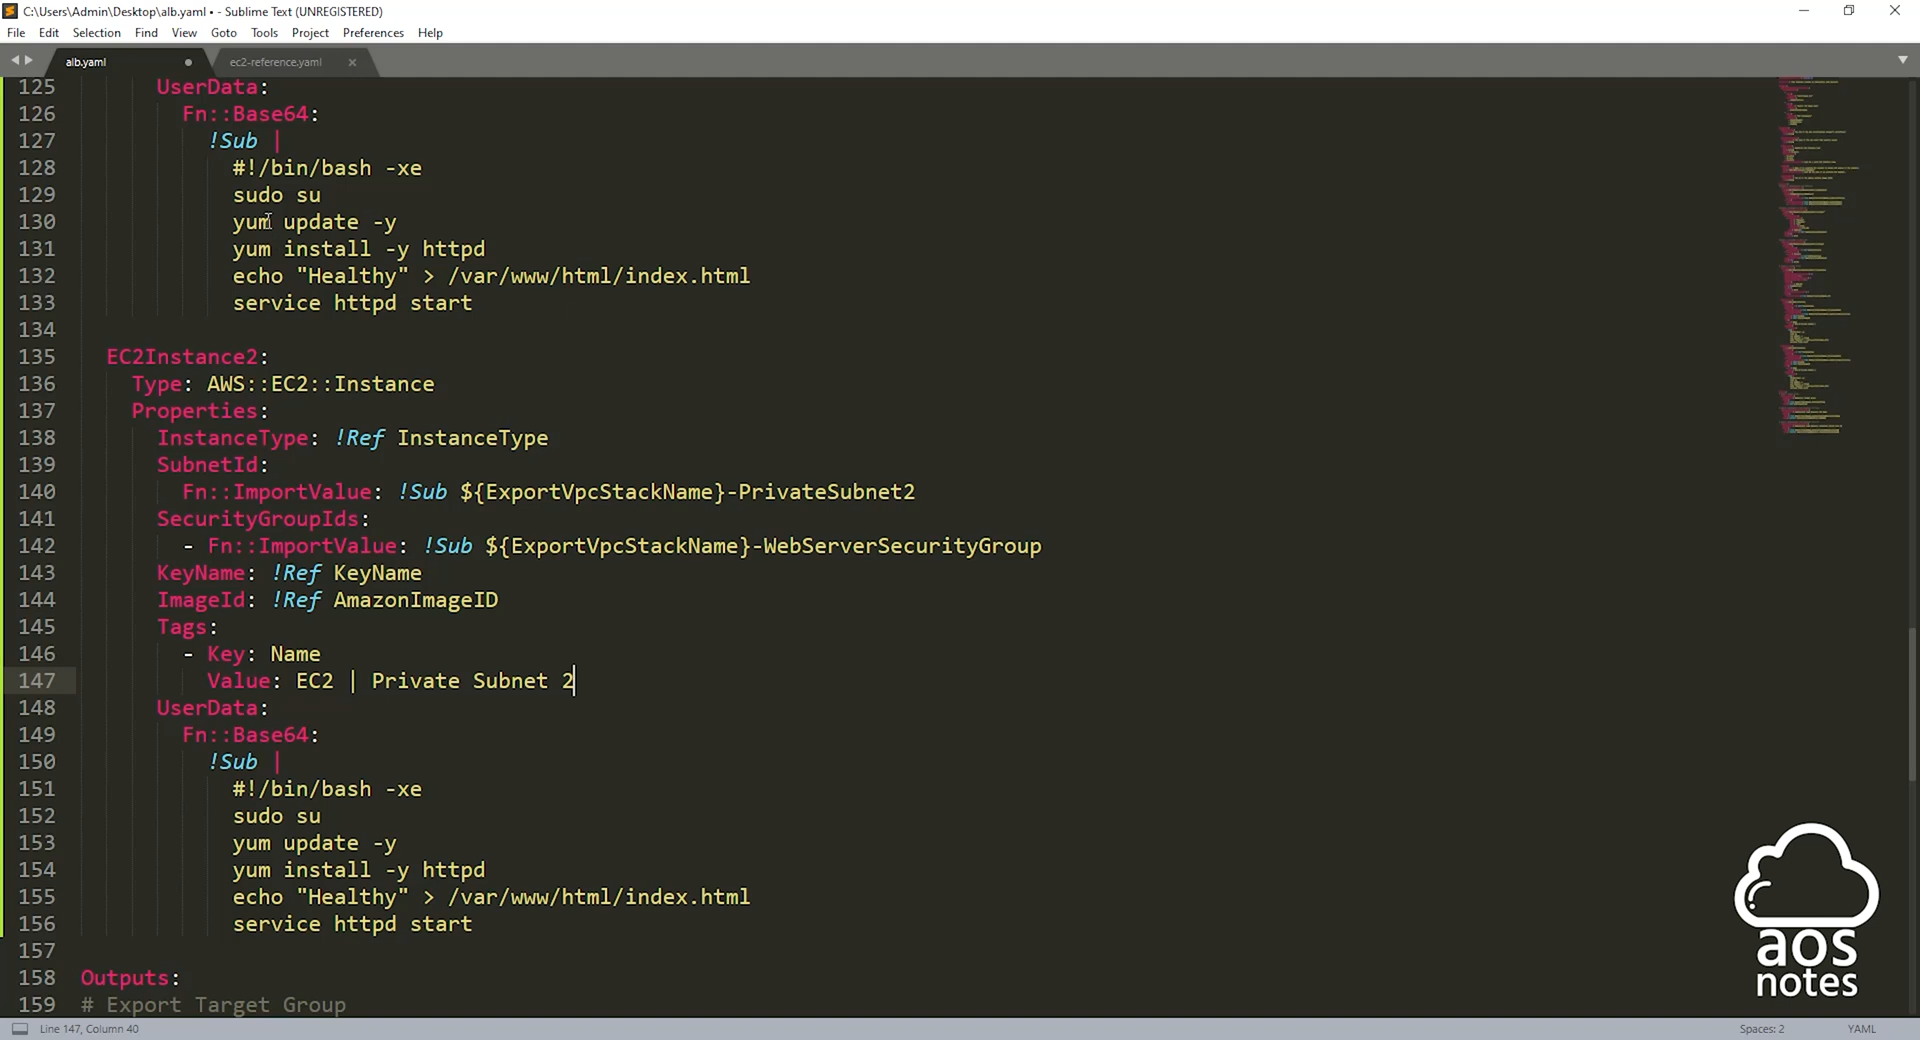 C:\Users\Admin\Desktop\alb.yaml • - Sublime Text (UNREGISTERED)
File Edit Selection Find View Goto Tools Project Preferences Help
alb.yaml ec2-reference.yaml
125 UserData:
126 Fn::Base64:
127 !Sub |
128 #!/bin/bash -xe
129 sudo su
130 yum update -y
131 yum install -y httpd
132 echo "Healthy" > /var/www/html/index.html
133 service httpd start
134
135 EC2Instance2:
136 Type: AWS::EC2::Instance
137 Properties:
138 InstanceType: !Ref InstanceType
139 SubnetId:
140 Fn::ImportValue: !Sub ${ExportVpcStackName}-PrivateSubnet2
141 SecurityGroupIds:
142 - Fn::ImportValue: !Sub ${ExportVpcStackName}-WebServerSecurityGroup
143 KeyName: !Ref KeyName
144 ImageId: !Ref AmazonImageID
145 Tags:
146 - Key: Name
147 Value: EC2 | Private Subnet 2
148 UserData:
149 Fn::Base64:
150 !Sub |
151 #!/bin/bash -xe
152 sudo su
153 yum update -y
154 yum install -y httpd
155 echo "Healthy" > /var/www/html/index.html
156 service httpd start
157
158 Outputs:
159 # Export Target Group
aos
notes
Line 147, Column 40 Spaces: 2 YAML